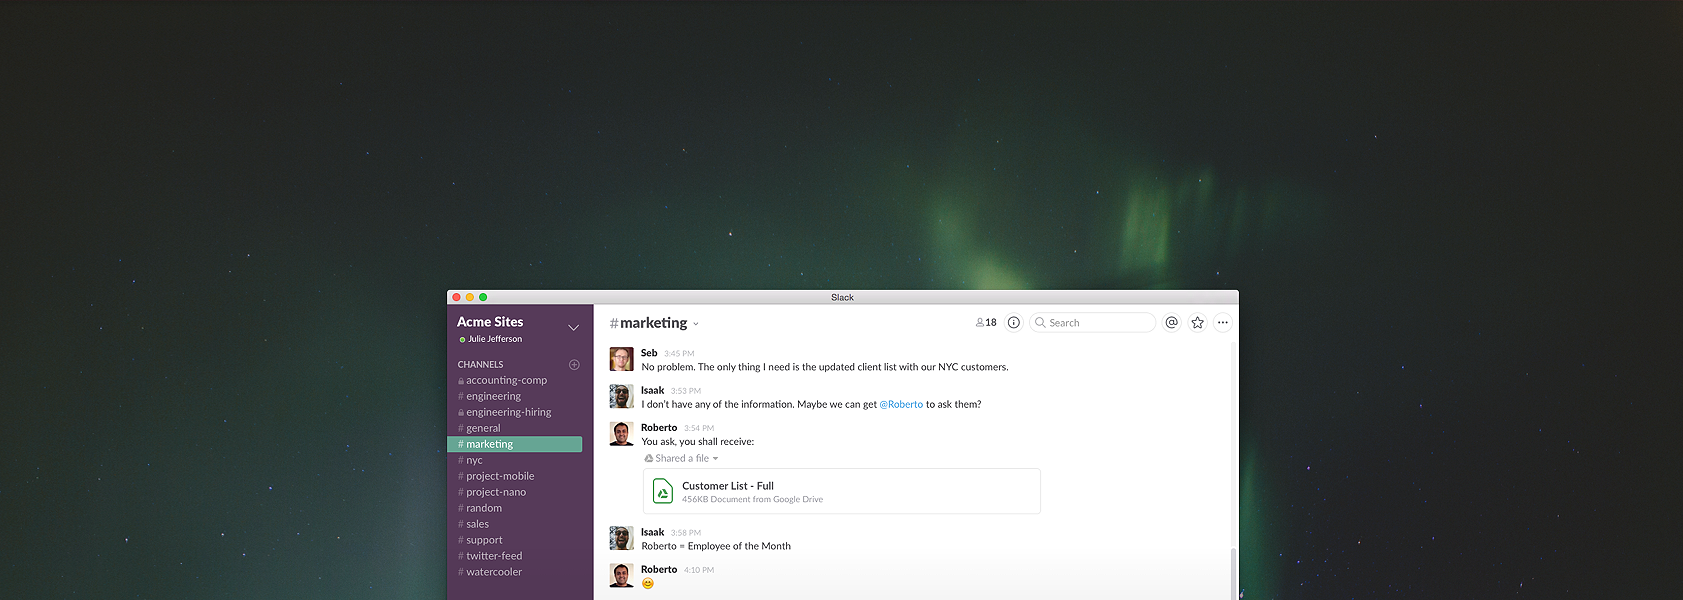 Slack
Acme Sites
Julie Jefferson
CHANNELS
accounting-comp
# engineering
engineering-hiring
# general
# marketing
# nyc
# project-mobile
# project-nano
# random
# sales
# support
# twitter-feed
# watercooler
#marketing
18
Search
Seb 3:45 PM
No problem. The only thing I need is the updated client list with our NYC customers.
Isaak 3:53 PM
I don't have any of the information. Maybe we can get @Roberto to ask them?
Roberto 3:54 PM
You ask, you shall receive:
Shared a file
Customer List - Full
456KB Document from Google Drive
Isaak 3:58 PM
Roberto = Employee of the Month
Roberto 4:10 PM